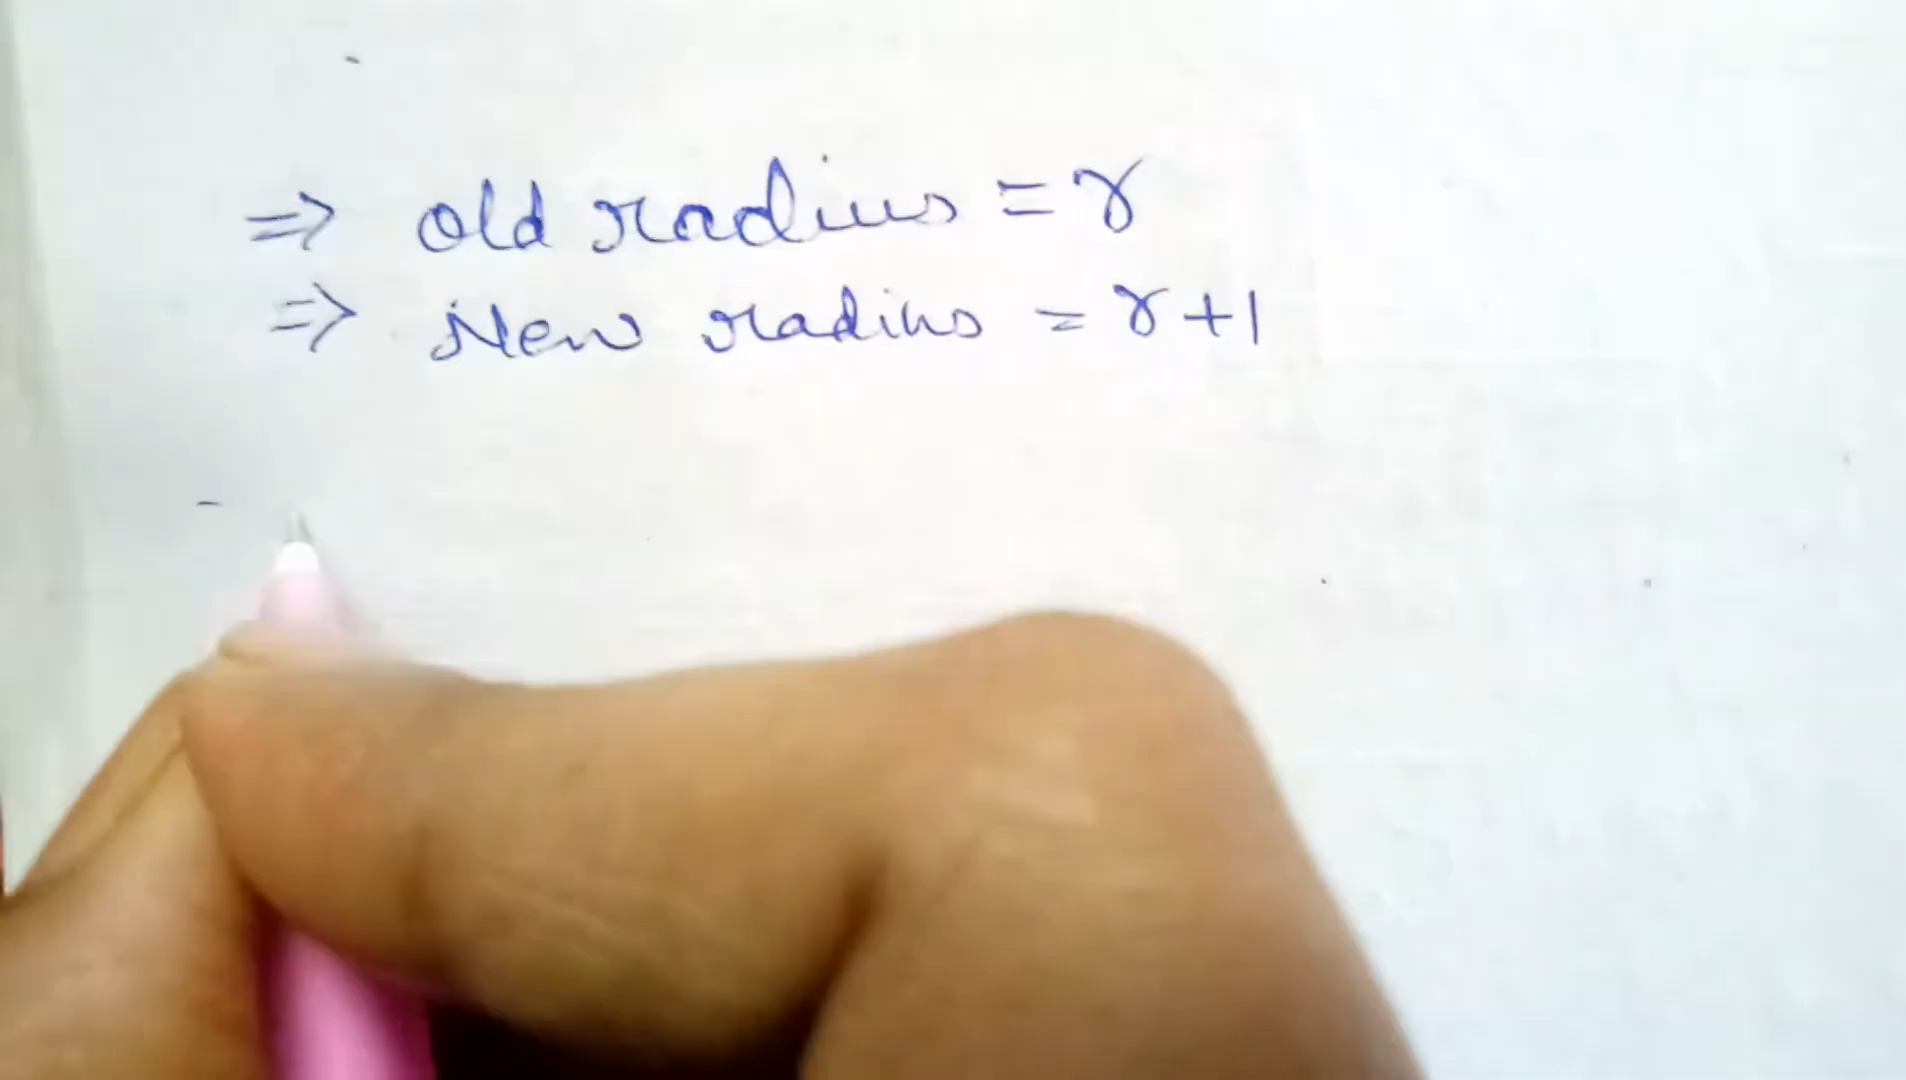 ⇒ old radius = r
⇒ New radius = r+1